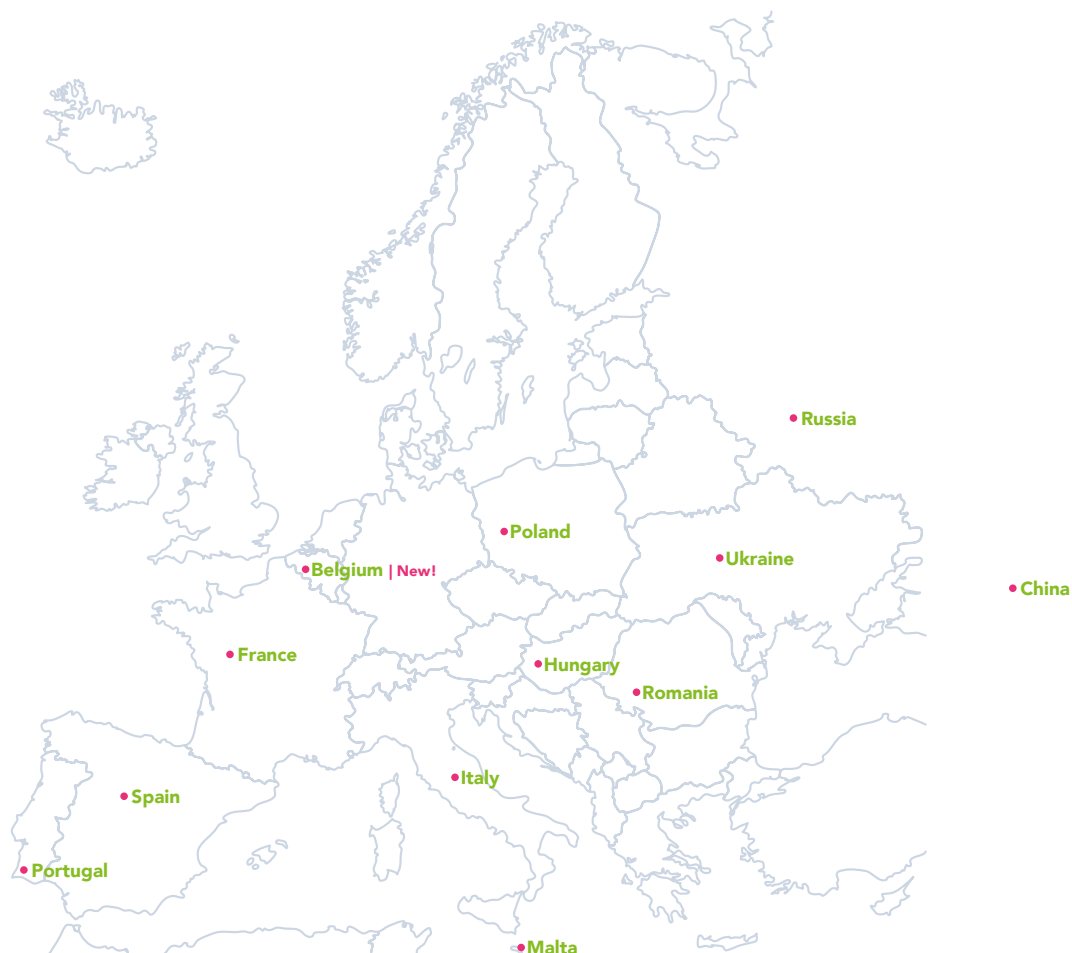 Russia
Poland
Ukraine
Belgium | New!
China
France
Hungary
Romania
Italy
Spain
Portugal
Malta